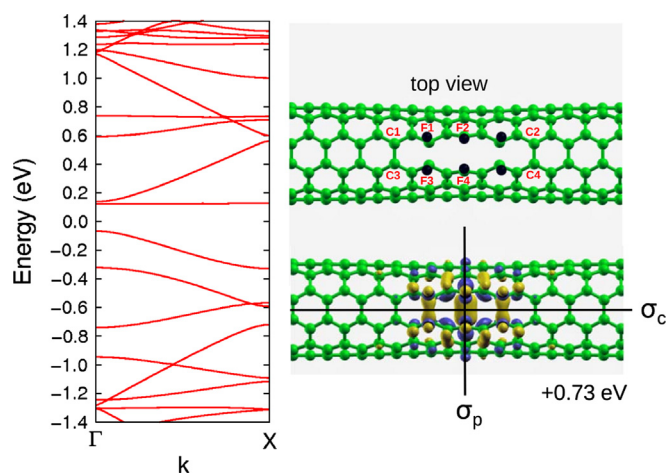 1.4
1.2
1.0
0.8
0.6
0.4
0.2
0.0
−0.2
−0.4
−0.6
−0.8
−1.0
−1.2
−1.4
Energy (eV)
Γ X
k
top view
C1 F1 F2 C2
C3 F3 F4 C4
σc
σp
+0.73 eV